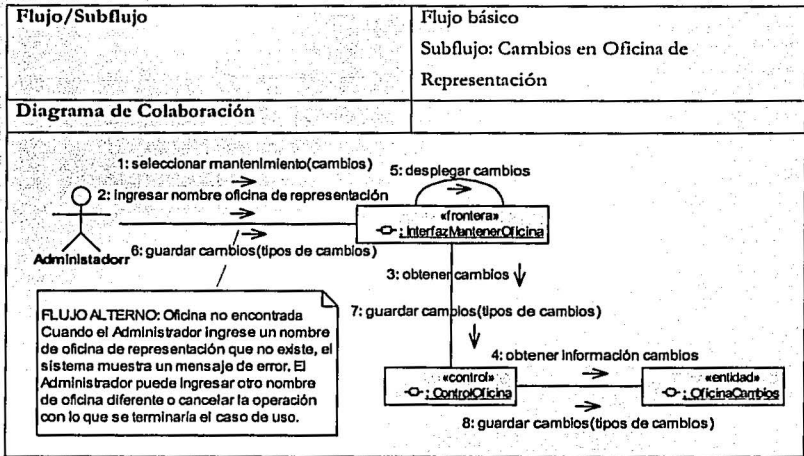 Flujo/Subflujo
Flujo básico
Subflujo: Cambios en Oficina de
Representación
Diagrama de Colaboración
1: seleccionar mantenimiento(cambios)
2: ingresar nombre oficina de representación
6: guardar cambios(tipos de cambios)
Administadorr
5: desplegar cambios
«frontera»
: InterfazMantenerOficina
3: obtener cambios
7: guardar cambios(tipos de cambios)
4: obtener información cambios
«control»
: ControlOficina
«entidad»
: OficinaCambios
8: guardar cambios(tipos de cambios)
FLUJO ALTERNO: Oficina no encontrada
Cuando el Administrador ingrese un nombre
de oficina de representación que no existe, el
sistema muestra un mensaje de error. El
Administrador puede ingresar otro nombre
de oficina diferente o cancelar la operación
con lo que se terminaría el caso de uso.